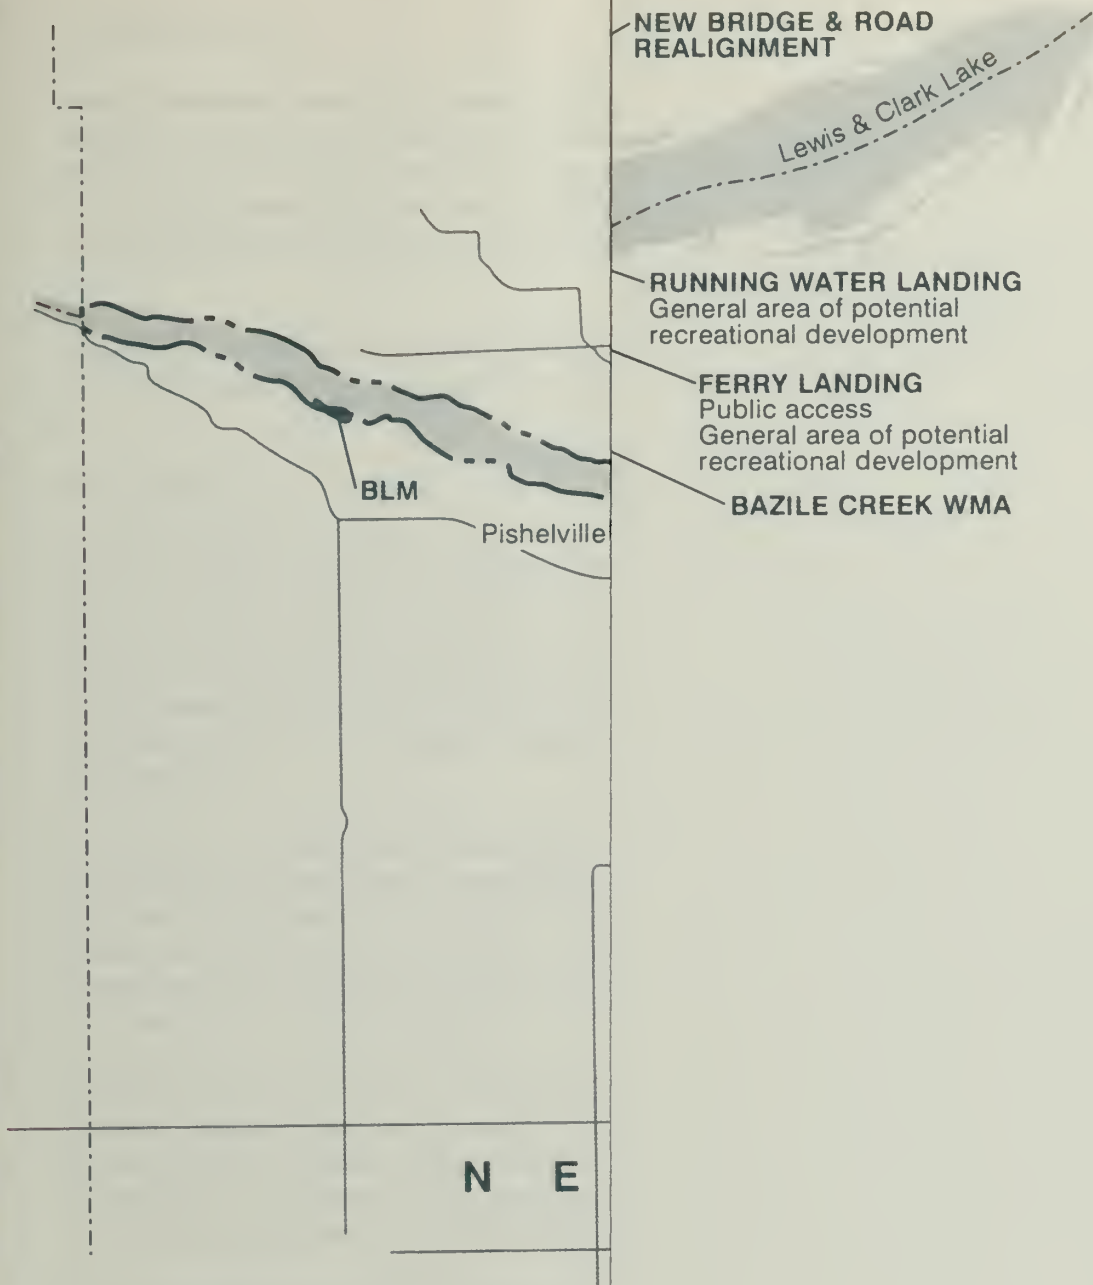 NEW BRIDGE & ROAD
REALIGNMENT
Lewis & Clark Lake
RUNNING WATER LANDING
General area of potential
recreational development
FERRY LANDING
Public access
General area of potential
recreational development
BLM
BAZILE CREEK WMA
Pishelville
N E